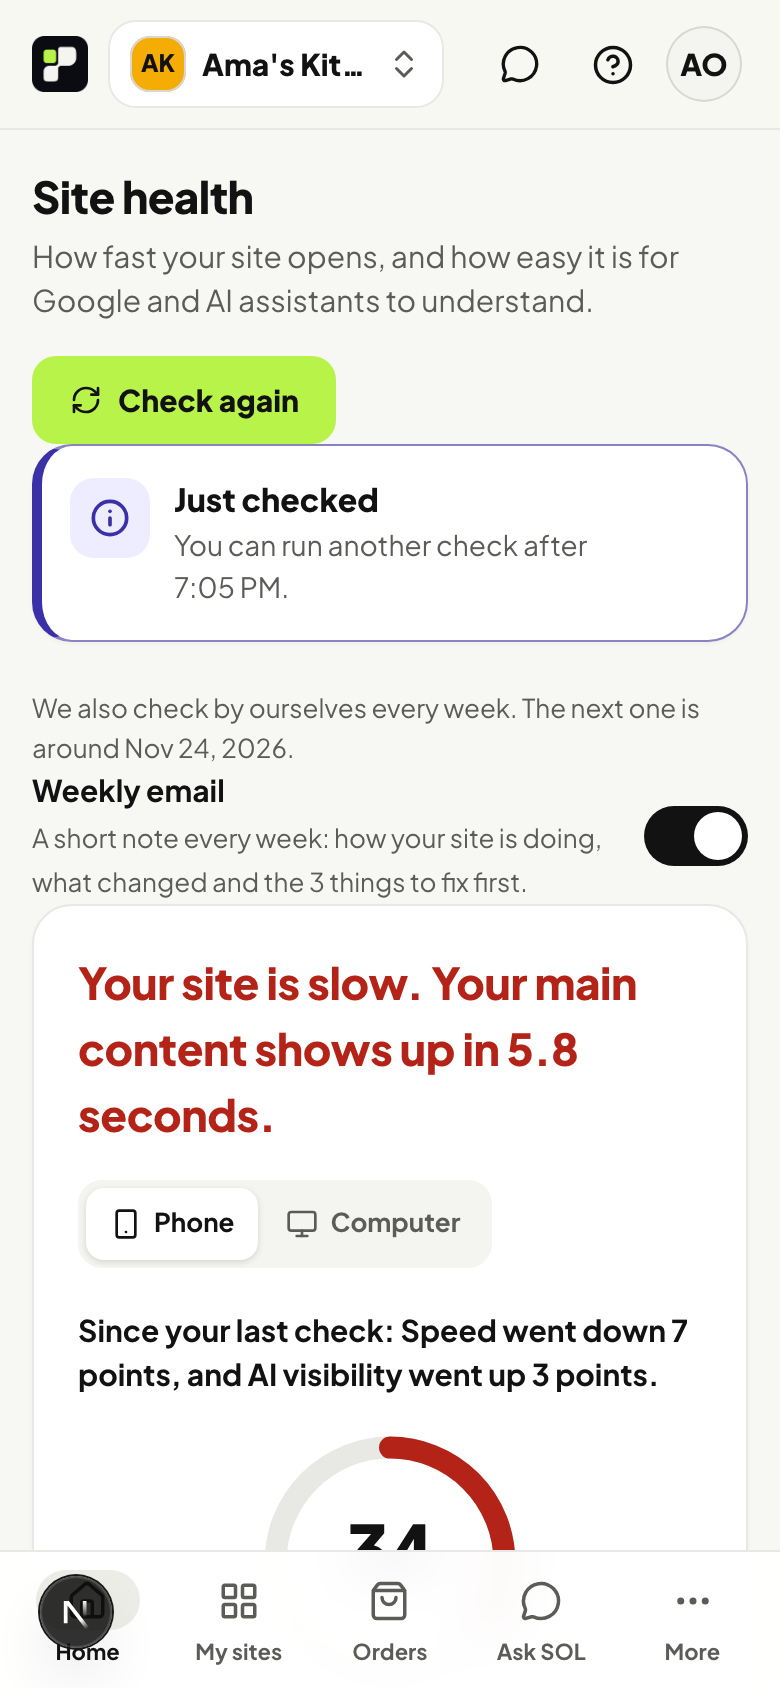 AK
Ama's Kit...
AO
Site health
How fast your site opens, and how easy it is for
Google and AI assistants to understand.
Check again
Just checked
You can run another check after
7:05 PM.
We also check by ourselves every week. The next one is
around Nov 24, 2026.
Weekly email
A short note every week: how your site is doing,
what changed and the 3 things to fix first.
Your site is slow. Your main
content shows up in 5.8
seconds.
Phone
Computer
Since your last check: Speed went down 7
points, and AI visibility went up 3 points.
34
N
Home
My sites
Orders
Ask SOL
More